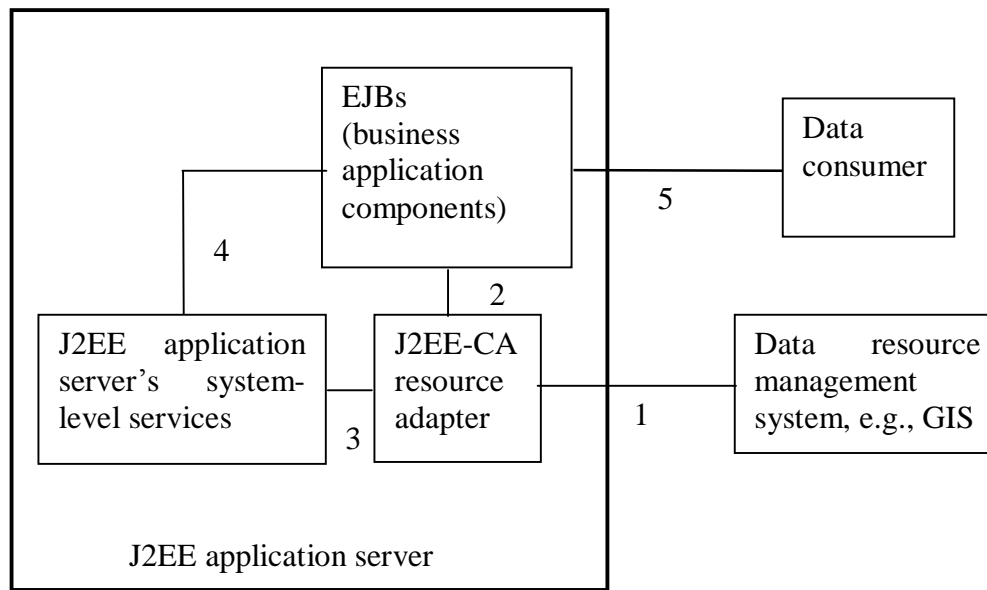 EJBs
(business
application
components)
Data
consumer
5
4
2
J2EE application
server’s system-
level services
J2EE-CA
resource
adapter
Data resource
management
system, e.g., GIS
3
1
J2EE application server